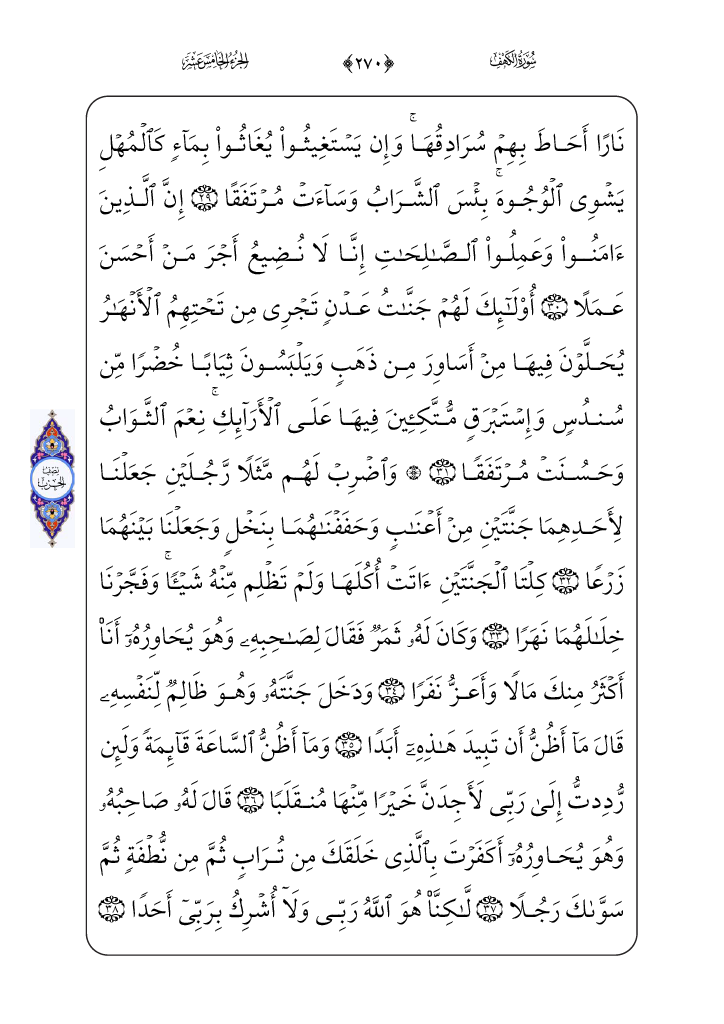 سُورَةُ الكَهْفِ ﴿٢٧٠﴾ الجُزْءُ الخَامِسَ عَشَرَ
نَارًا أَحَاطَ بِهِمۡ سُرَادِقُهَاۚ وَإِن يَسۡتَغِيثُواْ يُغَاثُواْ بِمَآءٖ كَٱلۡمُهۡلِ
يَشۡوِي ٱلۡوُجُوهَۚ بِئۡسَ ٱلشَّرَابُ وَسَآءَتۡ مُرۡتَفَقًا ٢٩ إِنَّ ٱلَّذِينَ
ءَامَنُواْ وَعَمِلُواْ ٱلصَّٰلِحَٰتِ إِنَّا لَا نُضِيعُ أَجۡرَ مَنۡ أَحۡسَنَ
عَمَلًا ٣٠ أُوْلَٰٓئِكَ لَهُمۡ جَنَّٰتُ عَدۡنٖ تَجۡرِي مِن تَحۡتِهِمُ ٱلۡأَنۡهَٰرُ
يُحَلَّوۡنَ فِيهَا مِنۡ أَسَاوِرَ مِن ذَهَبٖ وَيَلۡبَسُونَ ثِيَابًا خُضۡرٗا مِّن
سُندُسٖ وَإِسۡتَبۡرَقٖ مُّتَّكِـِٔينَ فِيهَا عَلَى ٱلۡأَرَآئِكِۚ نِعۡمَ ٱلثَّوَابُ
وَحَسُنَتۡ مُرۡتَفَقٗا ٣١ ۞ وَٱضۡرِبۡ لَهُم مَّثَلٗا رَّجُلَيۡنِ جَعَلۡنَا
لِأَحَدِهِمَا جَنَّتَيۡنِ مِنۡ أَعۡنَٰبٖ وَحَفَفۡنَٰهُمَا بِنَخۡلٖ وَجَعَلۡنَا بَيۡنَهُمَا
زَرۡعٗا ٣٢ كِلۡتَا ٱلۡجَنَّتَيۡنِ ءَاتَتۡ أُكُلَهَا وَلَمۡ تَظۡلِم مِّنۡهُ شَيۡـٔٗاۚ وَفَجَّرۡنَا
خِلَٰلَهُمَا نَهَرٗا ٣٣ وَكَانَ لَهُۥ ثَمَرٞ فَقَالَ لِصَٰحِبِهِۦ وَهُوَ يُحَاوِرُهُۥٓ أَنَا۠
أَكۡثَرُ مِنكَ مَالٗا وَأَعَزُّ نَفَرٗا ٣٤ وَدَخَلَ جَنَّتَهُۥ وَهُوَ ظَالِمٞ لِّنَفۡسِهِۦ
قَالَ مَآ أَظُنُّ أَن تَبِيدَ هَٰذِهِۦٓ أَبَدٗا ٣٥ وَمَآ أَظُنُّ ٱلسَّاعَةَ قَآئِمَةٗ وَلَئِن
رُّدِدتُّ إِلَىٰ رَبِّي لَأَجِدَنَّ خَيۡرٗا مِّنۡهَا مُنقَلَبٗا ٣٦ قَالَ لَهُۥ صَاحِبُهُۥ
وَهُوَ يُحَاوِرُهُۥٓ أَكَفَرۡتَ بِٱلَّذِي خَلَقَكَ مِن تُرَابٖ ثُمَّ مِن نُّطۡفَةٖ ثُمَّ
سَوَّىٰكَ رَجُلٗا ٣٧ لَّٰكِنَّا۠ هُوَ ٱللَّهُ رَبِّي وَلَآ أُشۡرِكُ بِرَبِّيٓ أَحَدٗا ٣٨
نِصْفُ
الحِزْبِ